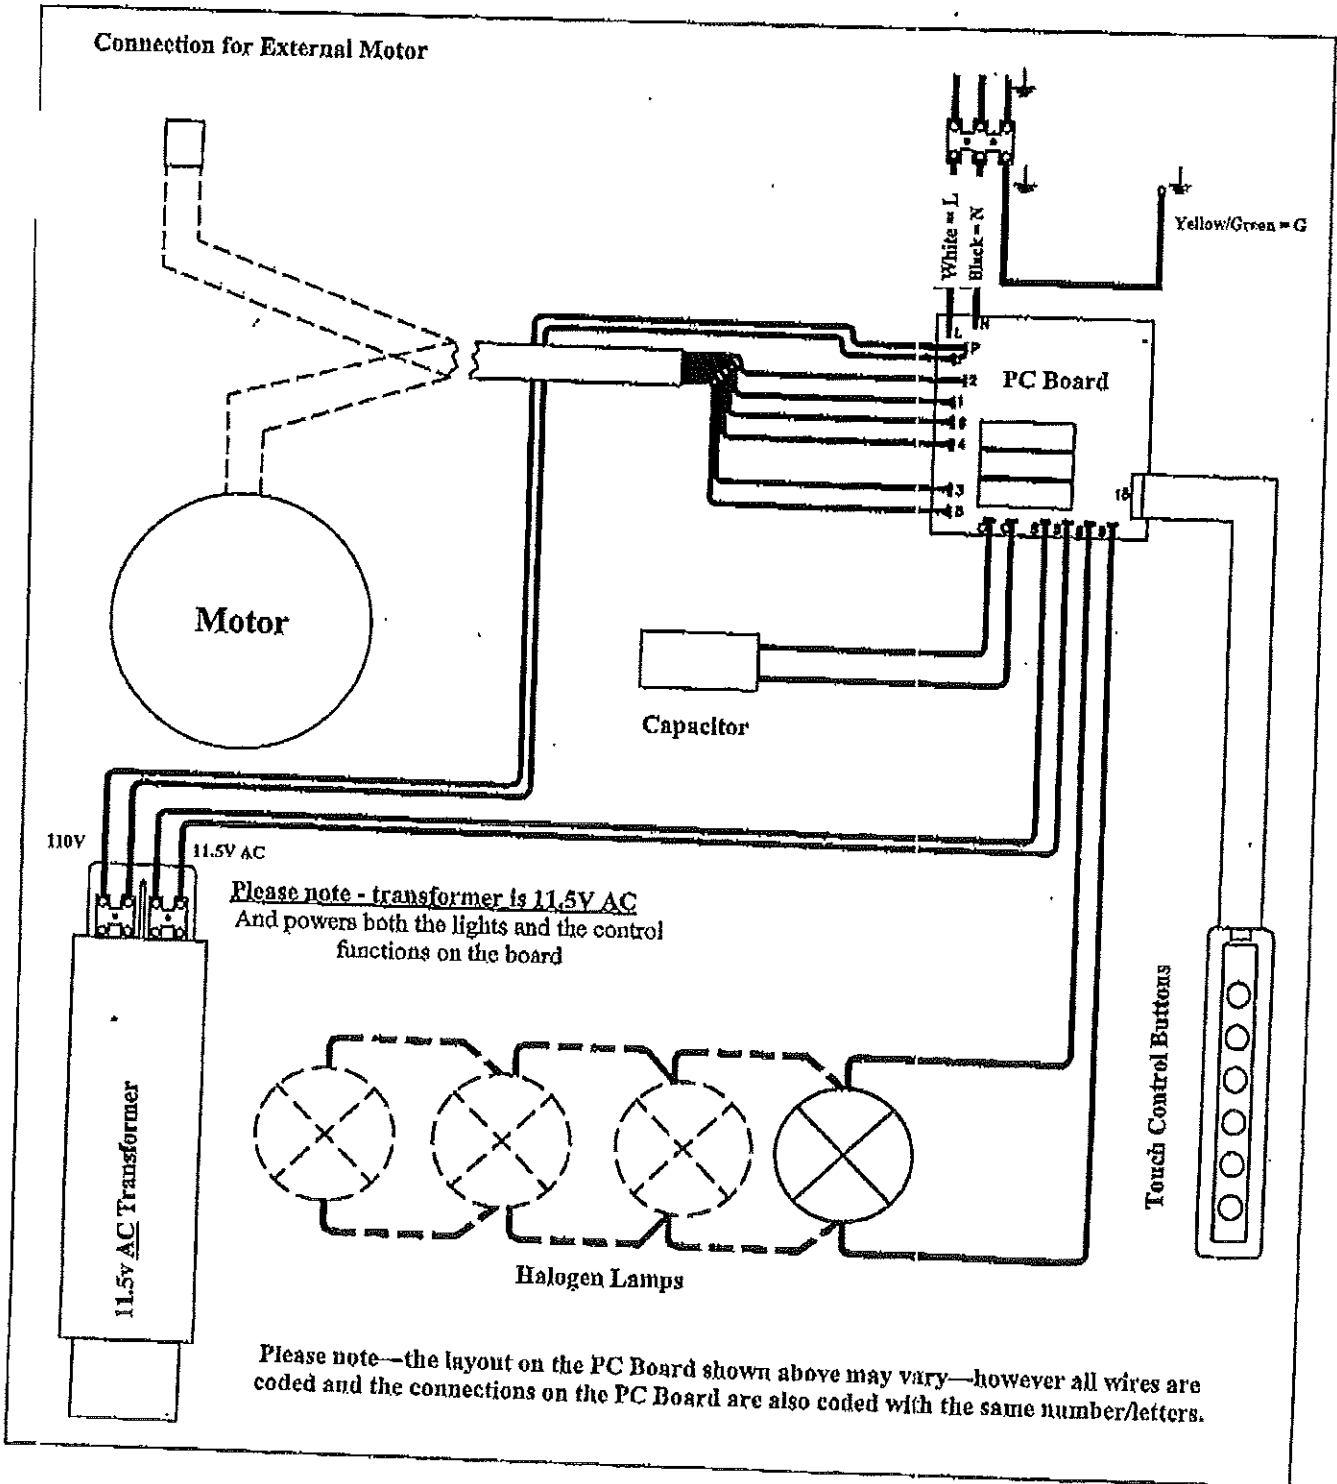 Connection for External Motor
White = L
Black = N
Yellow/Green = G
L
N
P
PC Board
2
1
6
4
3
18
Motor
Capacitor
110V
11.5V AC
Please note - transformer is 11.5V AC
And powers both the lights and the control
functions on the board
11.5v AC Transformer
Touch Control Buttons
Halogen Lamps
Please note—the layout on the PC Board shown above may vary—however all wires are
coded and the connections on the PC Board are also coded with the same number/letters.